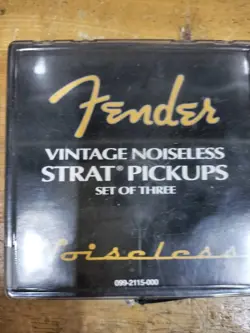 Fender
VINTAGE NOISELESS
STRAT® PICKUPS
SET OF THREE
Noiseless
099-2115-000